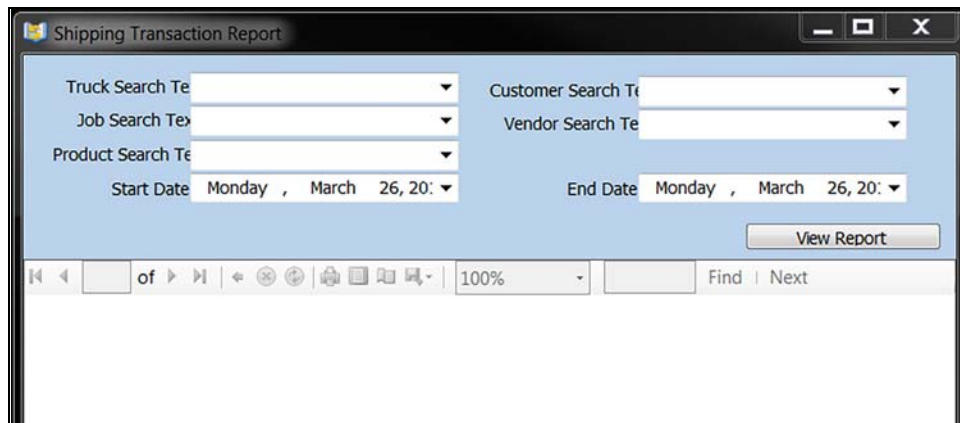 Shipping Transaction Report
Truck Search Te
Customer Search Te
Job Search Tex
Vendor Search Te
Product Search Te
Start Date Monday , March 26, 20
End Date Monday , March 26, 20
View Report
of 100% Find Next